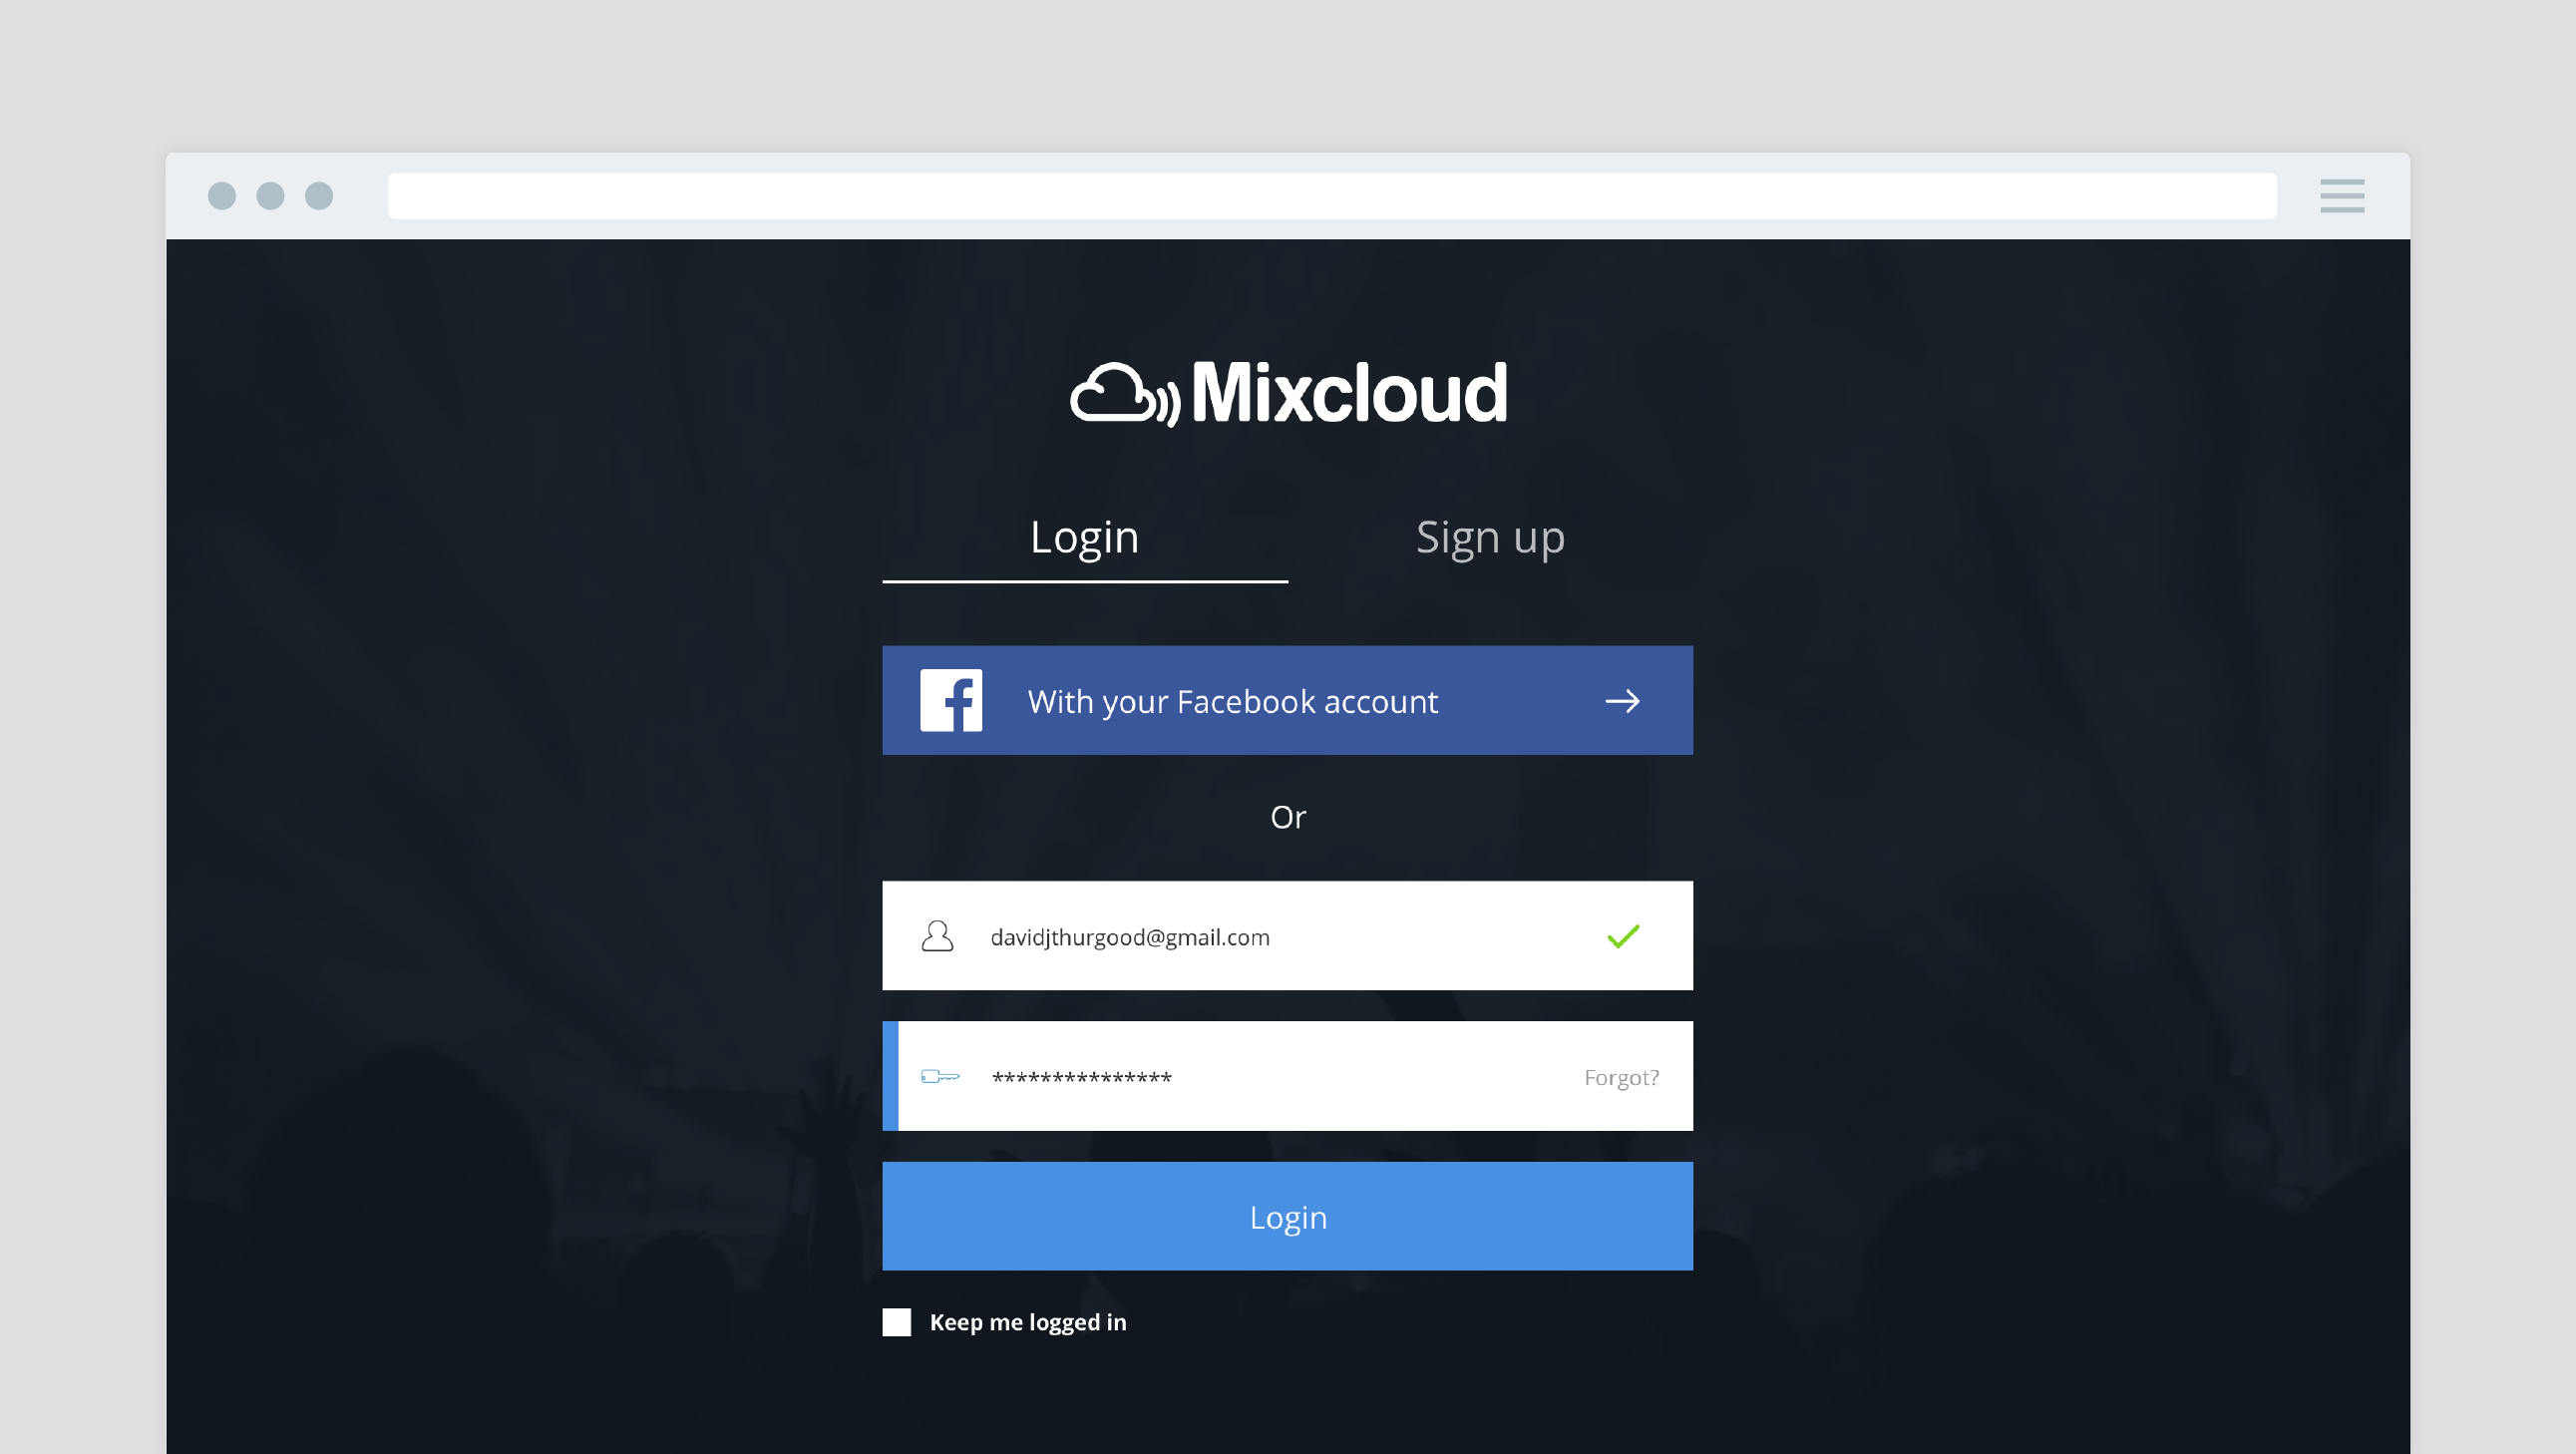 Mixcloud
Login
Sign up
With your Facebook account
Or
davidjthurgood@gmail.com
***************
Forgot?
Login
Keep me logged in